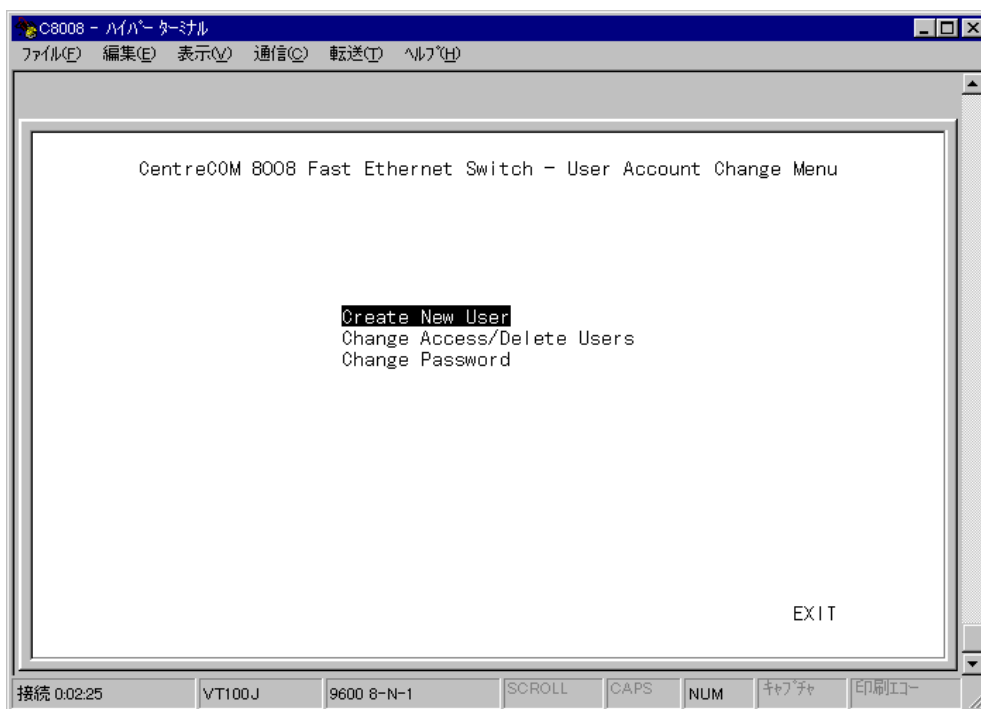 C8008 - ﾊｲﾊﾟｰ ﾀｰﾐﾅﾙ
ﾌｧｲﾙ(F) 編集(E) 表示(V) 通信(C) 転送(T) ﾍﾙﾌﾟ(H)
CentreCOM 8008 Fast Ethernet Switch - User Account Change Menu
Create New User
Change Access/Delete Users
Change Password
EXIT
接続 0:02:25 VT100J 9600 8-N-1 SCROLL CAPS NUM ｷｬﾌﾟﾁｬ 印刷ｴｺｰ